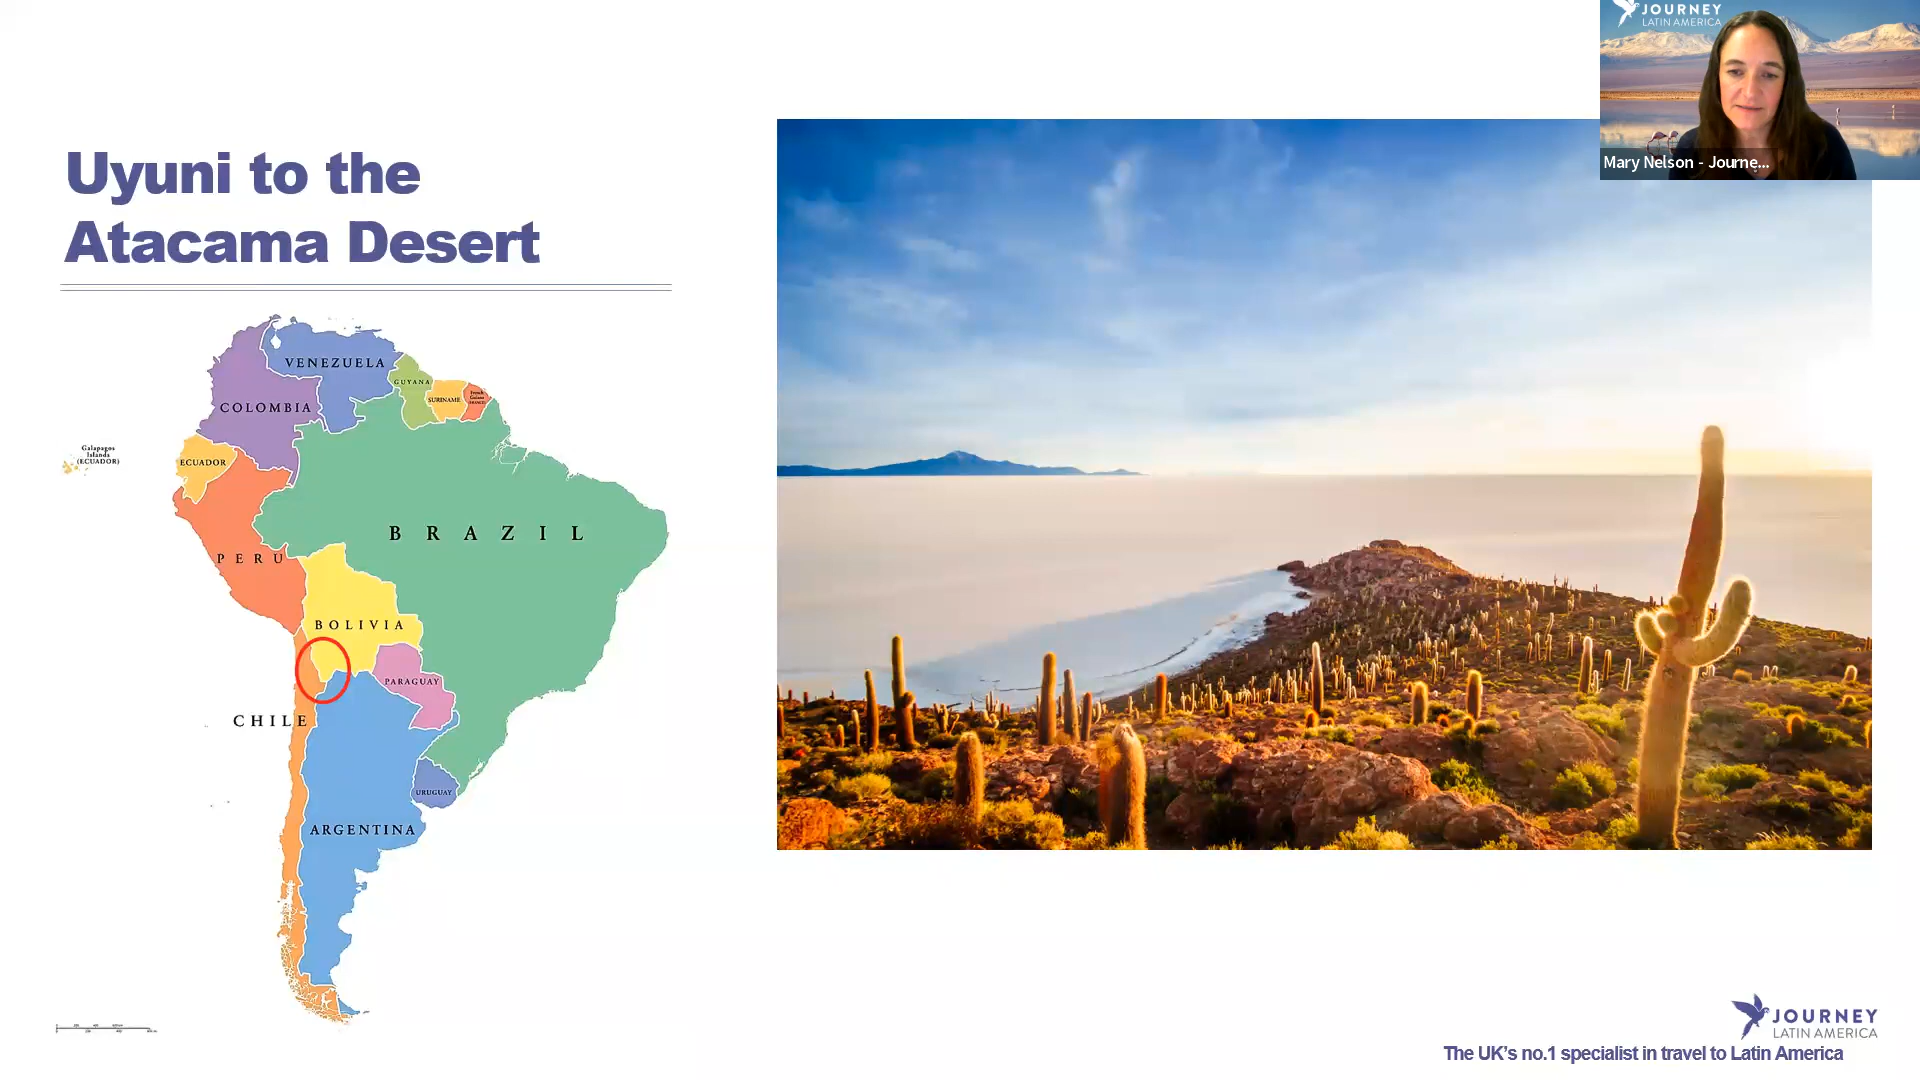 JOURNEY
LATIN AMERICA
Mary Nelson - Journe...
Uyuni to the
Atacama Desert
VENEZUELA
GUYANA
SURINAME
COLOMBIA
Galapagos
Islands
(ECUADOR)
ECUADOR
BRAZIL
PERU
BOLIVIA
PARAGUAY
CHILE
URUGUAY
ARGENTINA
JOURNEY
LATIN AMERICA
The UK's no.1 specialist in travel to Latin America